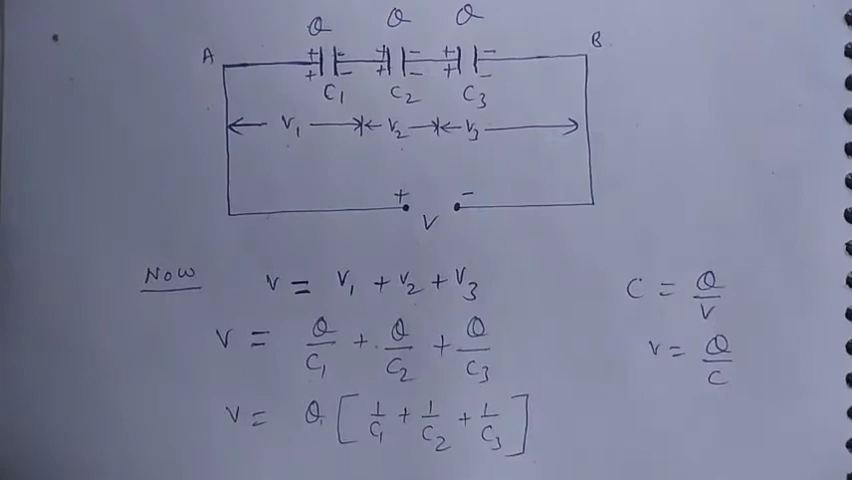 Q Q Q
A + - + - + - B
+ - + - + -
C₁ C₂ C₃
V₁ V₂ V₃
+ -
V
Now V = V₁ + V₂ + V₃ C = Q/V
V = Q/C₁ + Q/C₂ + Q/C₃ V = Q/C
V = Q [ 1/C₁ + 1/C₂ + 1/C₃ ]